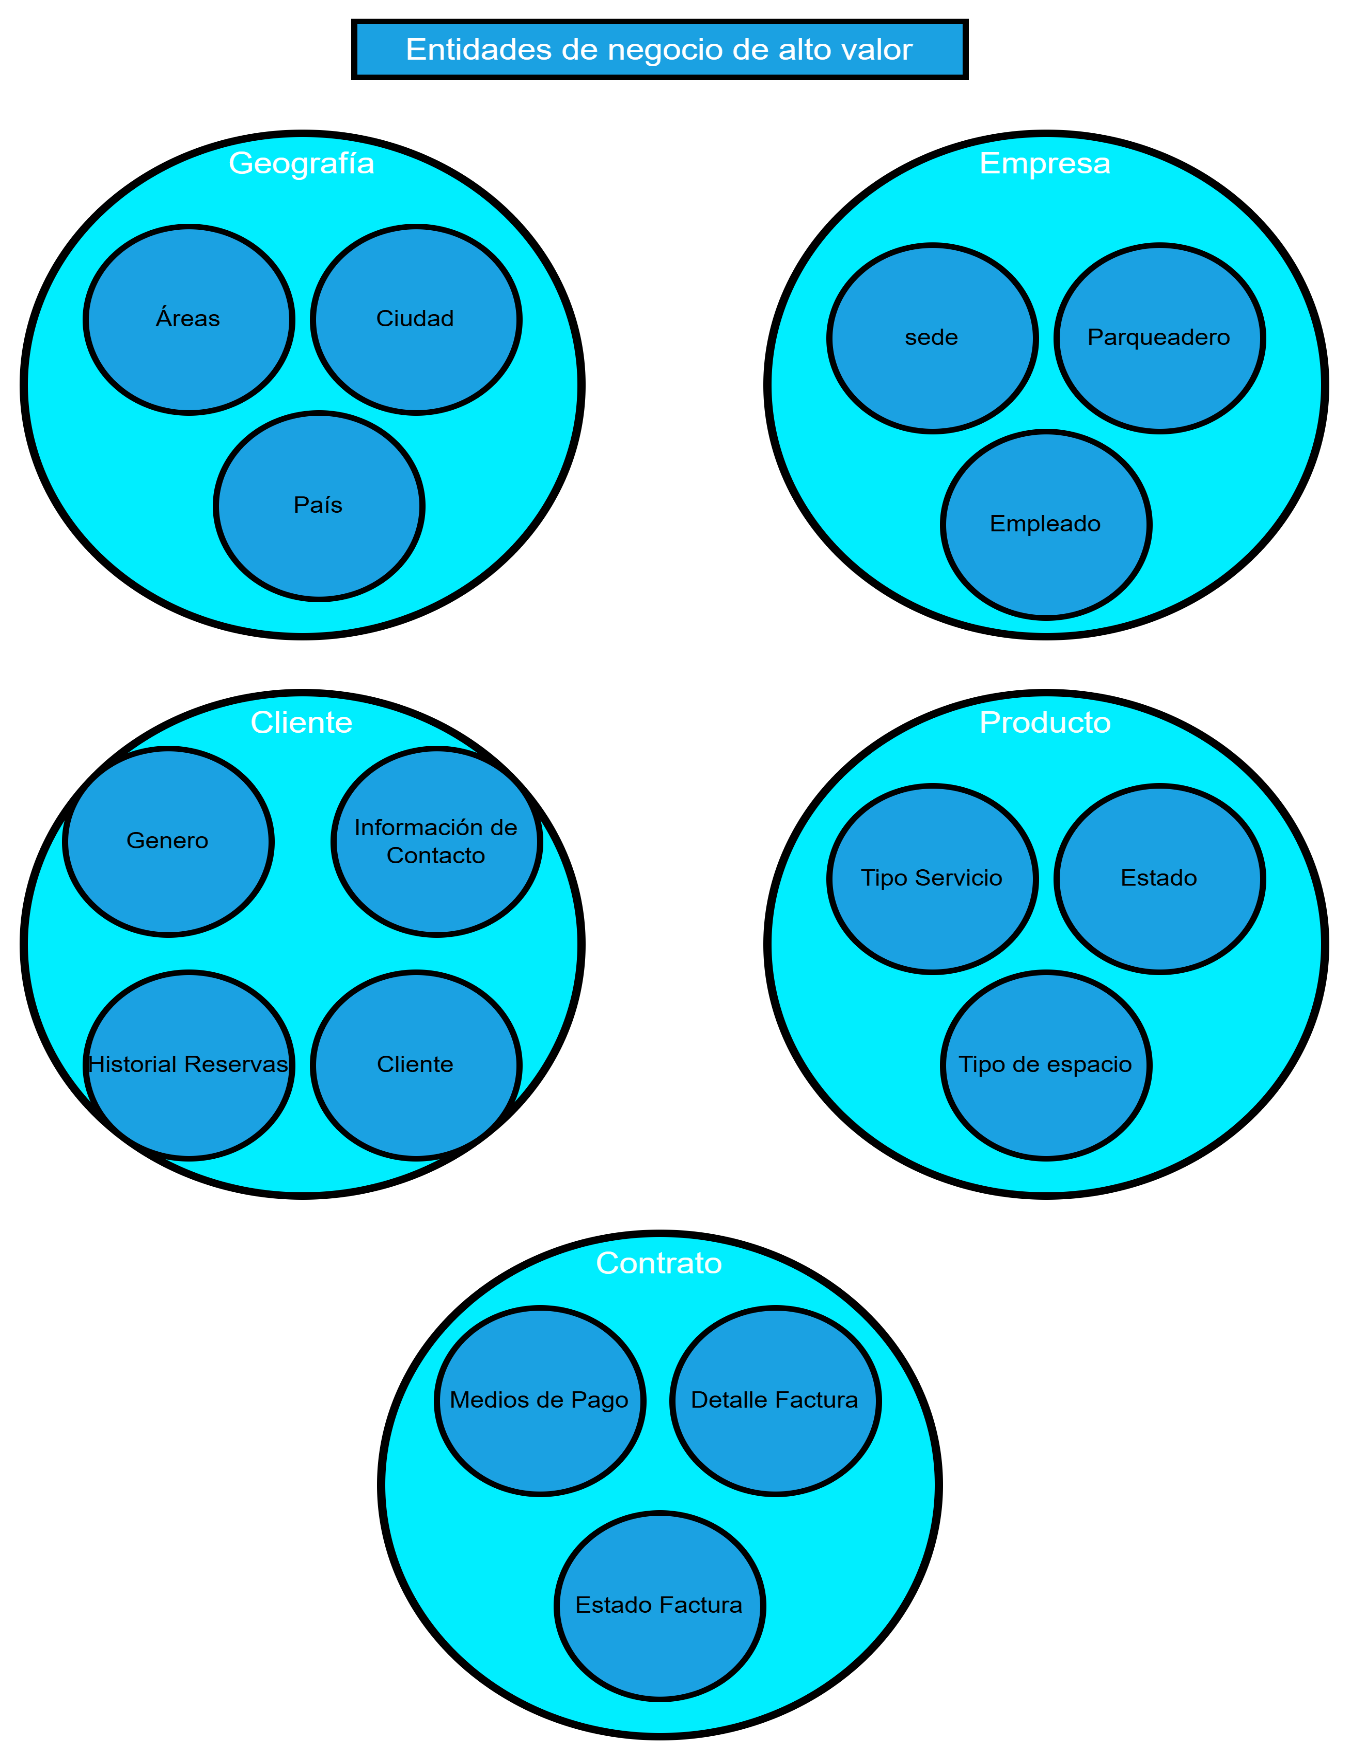 Entidades de negocio de alto valor
Geografía
Áreas
Ciudad
País
Empresa
sede
Parqueadero
Empleado
Cliente
Genero
Información de
Contacto
Historial Reservas
Cliente
Producto
Tipo Servicio
Estado
Tipo de espacio
Contrato
Medios de Pago
Detalle Factura
Estado Factura